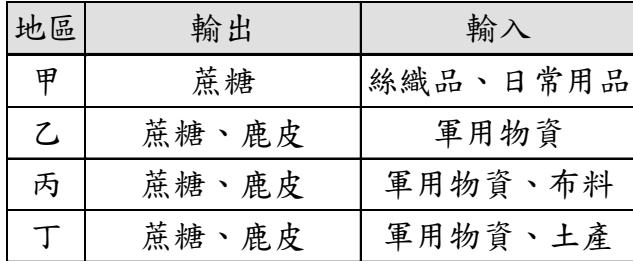 地區 輸出 輸入
甲 蔗糖 絲織品、日常用品
乙 蔗糖、鹿皮 軍用物資
丙 蔗糖、鹿皮 軍用物資、布料
丁 蔗糖、鹿皮 軍用物資、土產